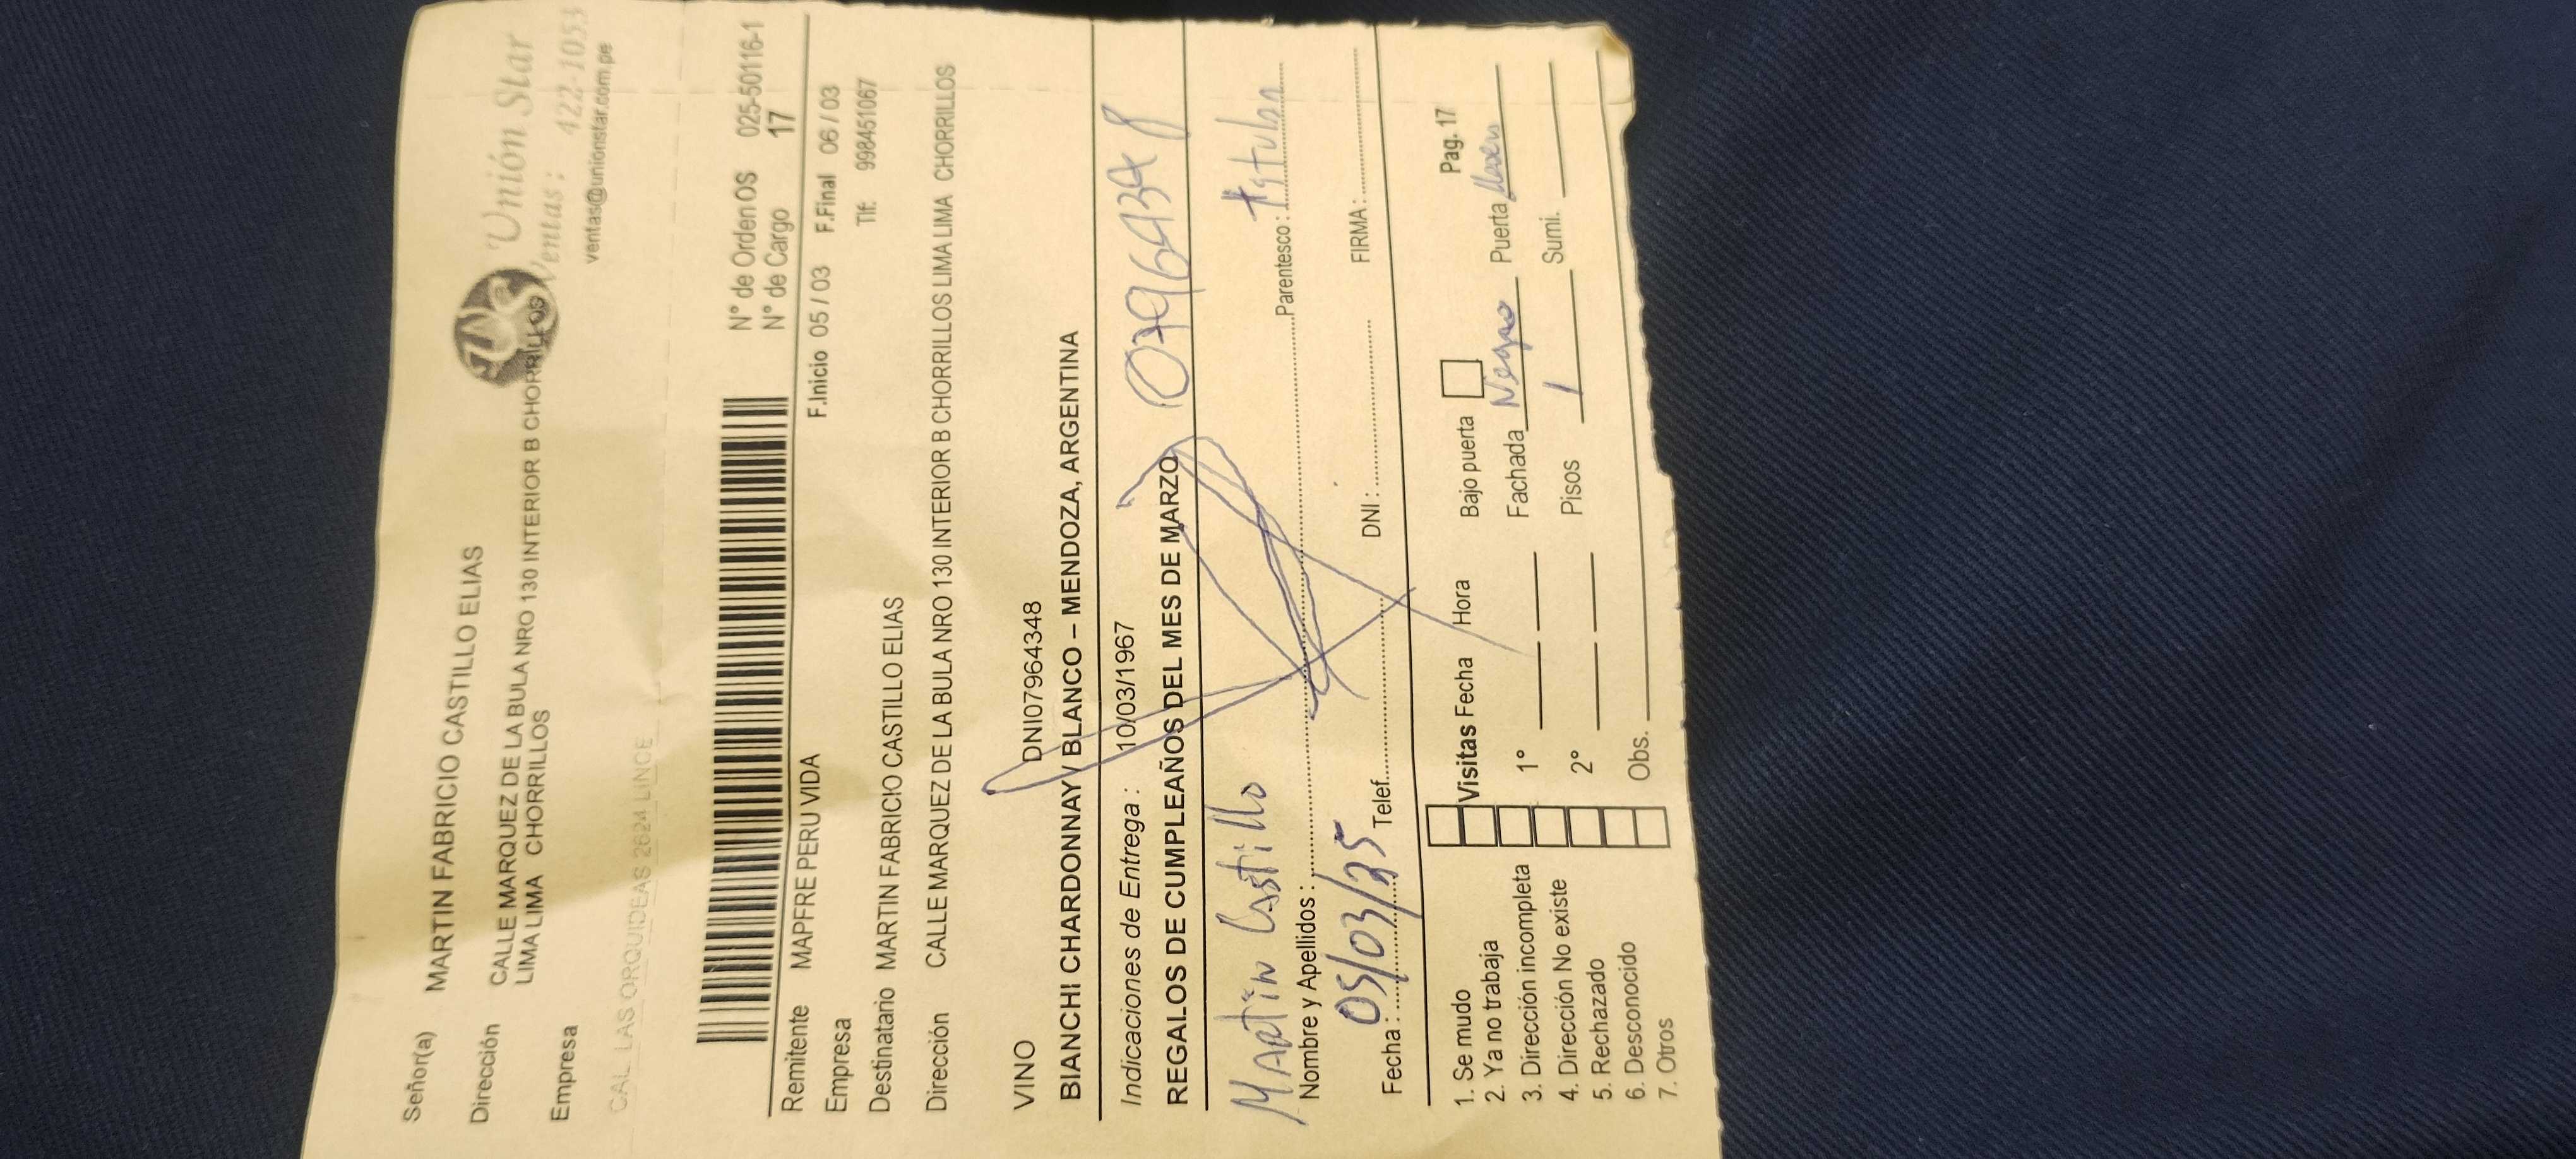 Señor(a) MARTIN FABRICIO CASTILLO ELIAS
Unión Star
Ventas: 422-1053
ventas@unionstar.com.pe
Dirección CALLE MARQUEZ DE LA BULA NRO 130 INTERIOR B CHORRILLOS
LIMA LIMA CHORRILLOS
Empresa
CAL. LAS ORQUIDEAS 2624 LINCE
N° de Orden OS 025-50116-1
N° de Cargo 17
Remitente MAPFRE PERU VIDA
F.Inicio 05 / 03 F.Final 06 / 03
Empresa
Tlf: 998451067
Destinatario MARTIN FABRICIO CASTILLO ELIAS
Dirección CALLE MARQUEZ DE LA BULA NRO 130 INTERIOR B CHORRILLOS LIMA LIMA CHORRILLOS
VINO DNI07964348
BIANCHI CHARDONNAY / BLANCO – MENDOZA, ARGENTINA
Indicaciones de Entrega : 10/03/1967
REGALOS DE CUMPLEAÑOS DEL MES DE MARZO
07964348
Martin Castillo
Nombre y Apellidos : Parentesco :
Fecha : 05/03/25 Telef. DNI : FIRMA :
1. Se mudo
2. Ya no trabaja
3. Dirección incompleta
4. Dirección No existe
5. Rechazado
6. Desconocido
7. Otros
Visitas Fecha Hora Bajo puerta Pag. 17
1° Fachada Negro Puerta
2° Pisos 1 Sumi.
Obs.